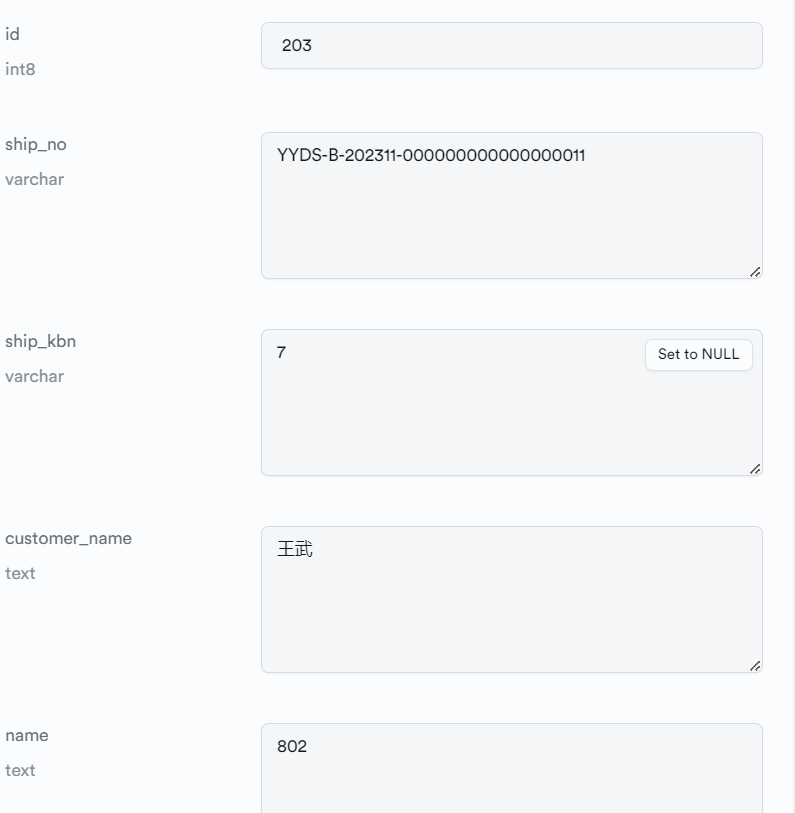 id
203
int8
ship_no
YYDS-B-202311-000000000000000011
varchar
ship_kbn
7
Set to NULL
varchar
customer_name
王武
text
name
802
text